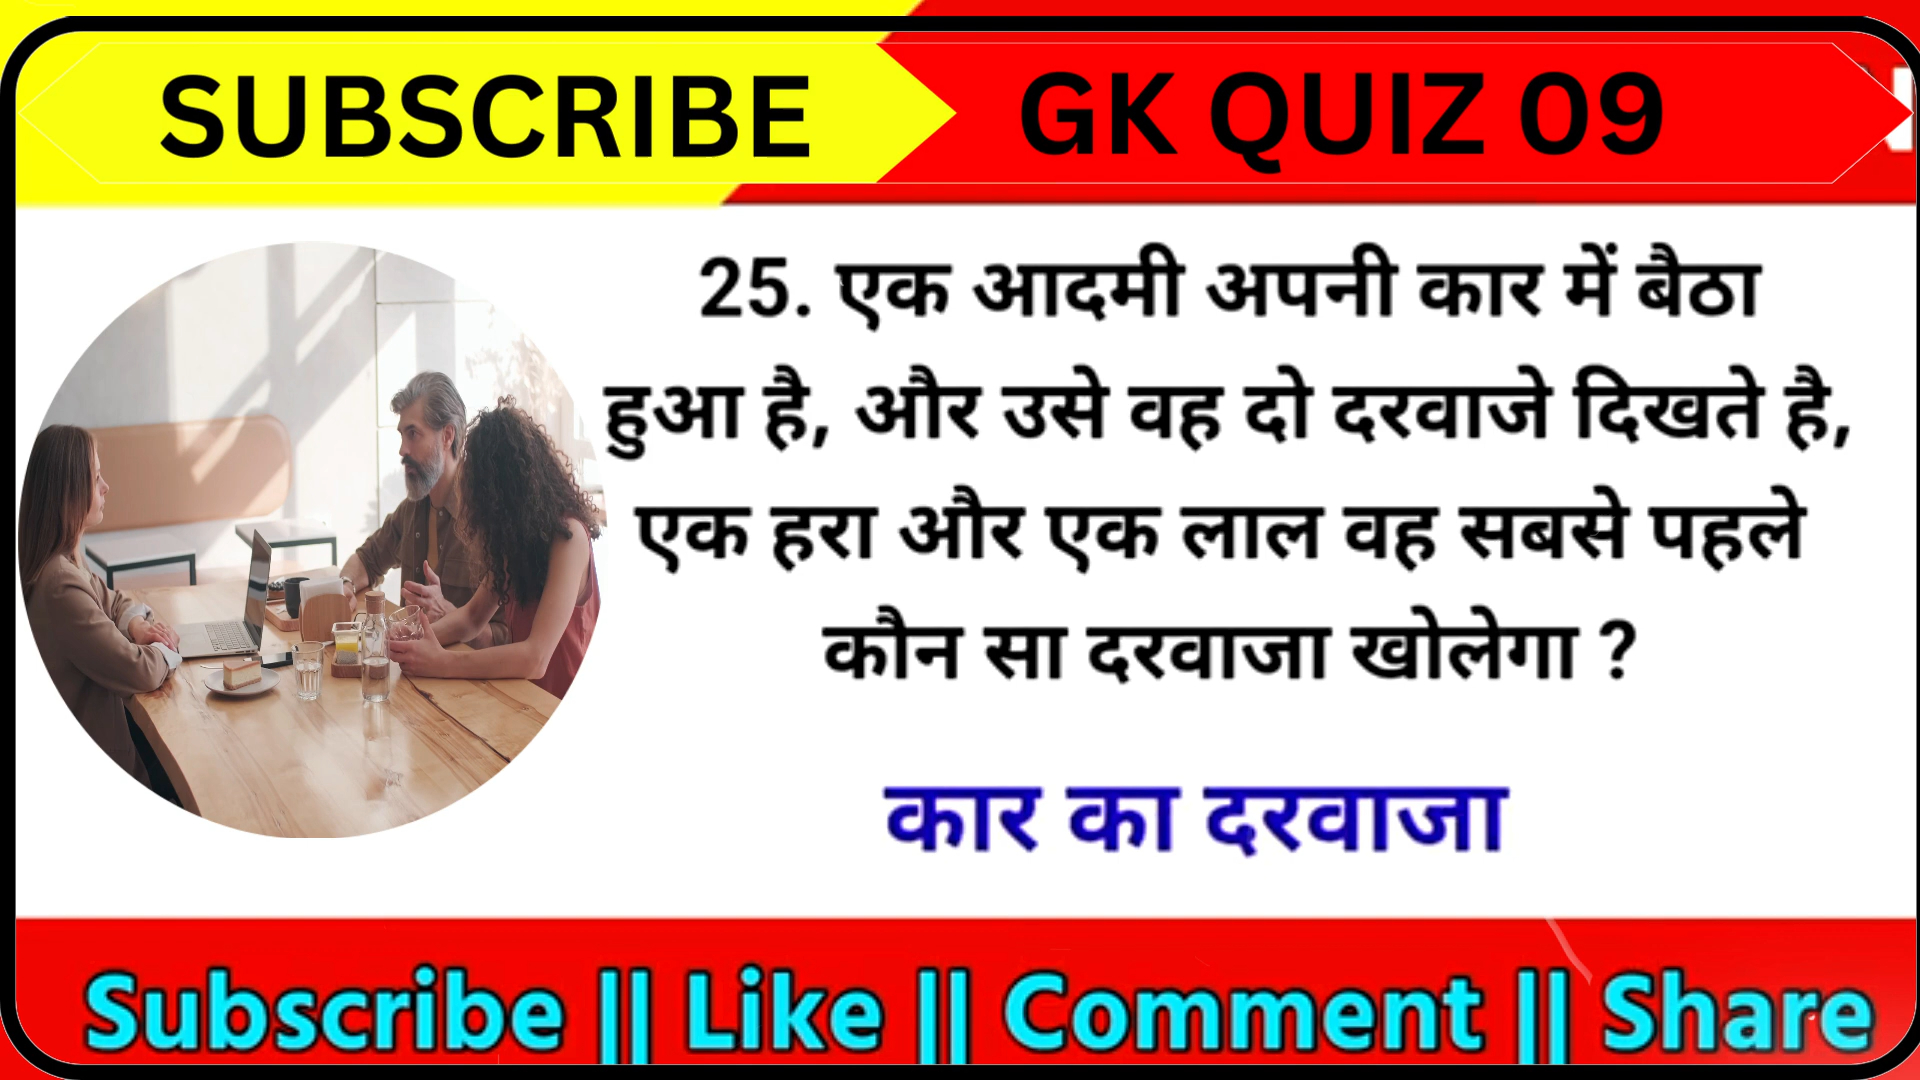 SUBSCRIBE
GK QUIZ 09
25. एक आदमी अपनी कार में बैठा
हुआ है, और उसे वह दो दरवाजे दिखते है,
एक हरा और एक लाल वह सबसे पहले
कौन सा दरवाजा खोलेगा ?
कार का दरवाजा
Subscribe || Like || Comment || Share